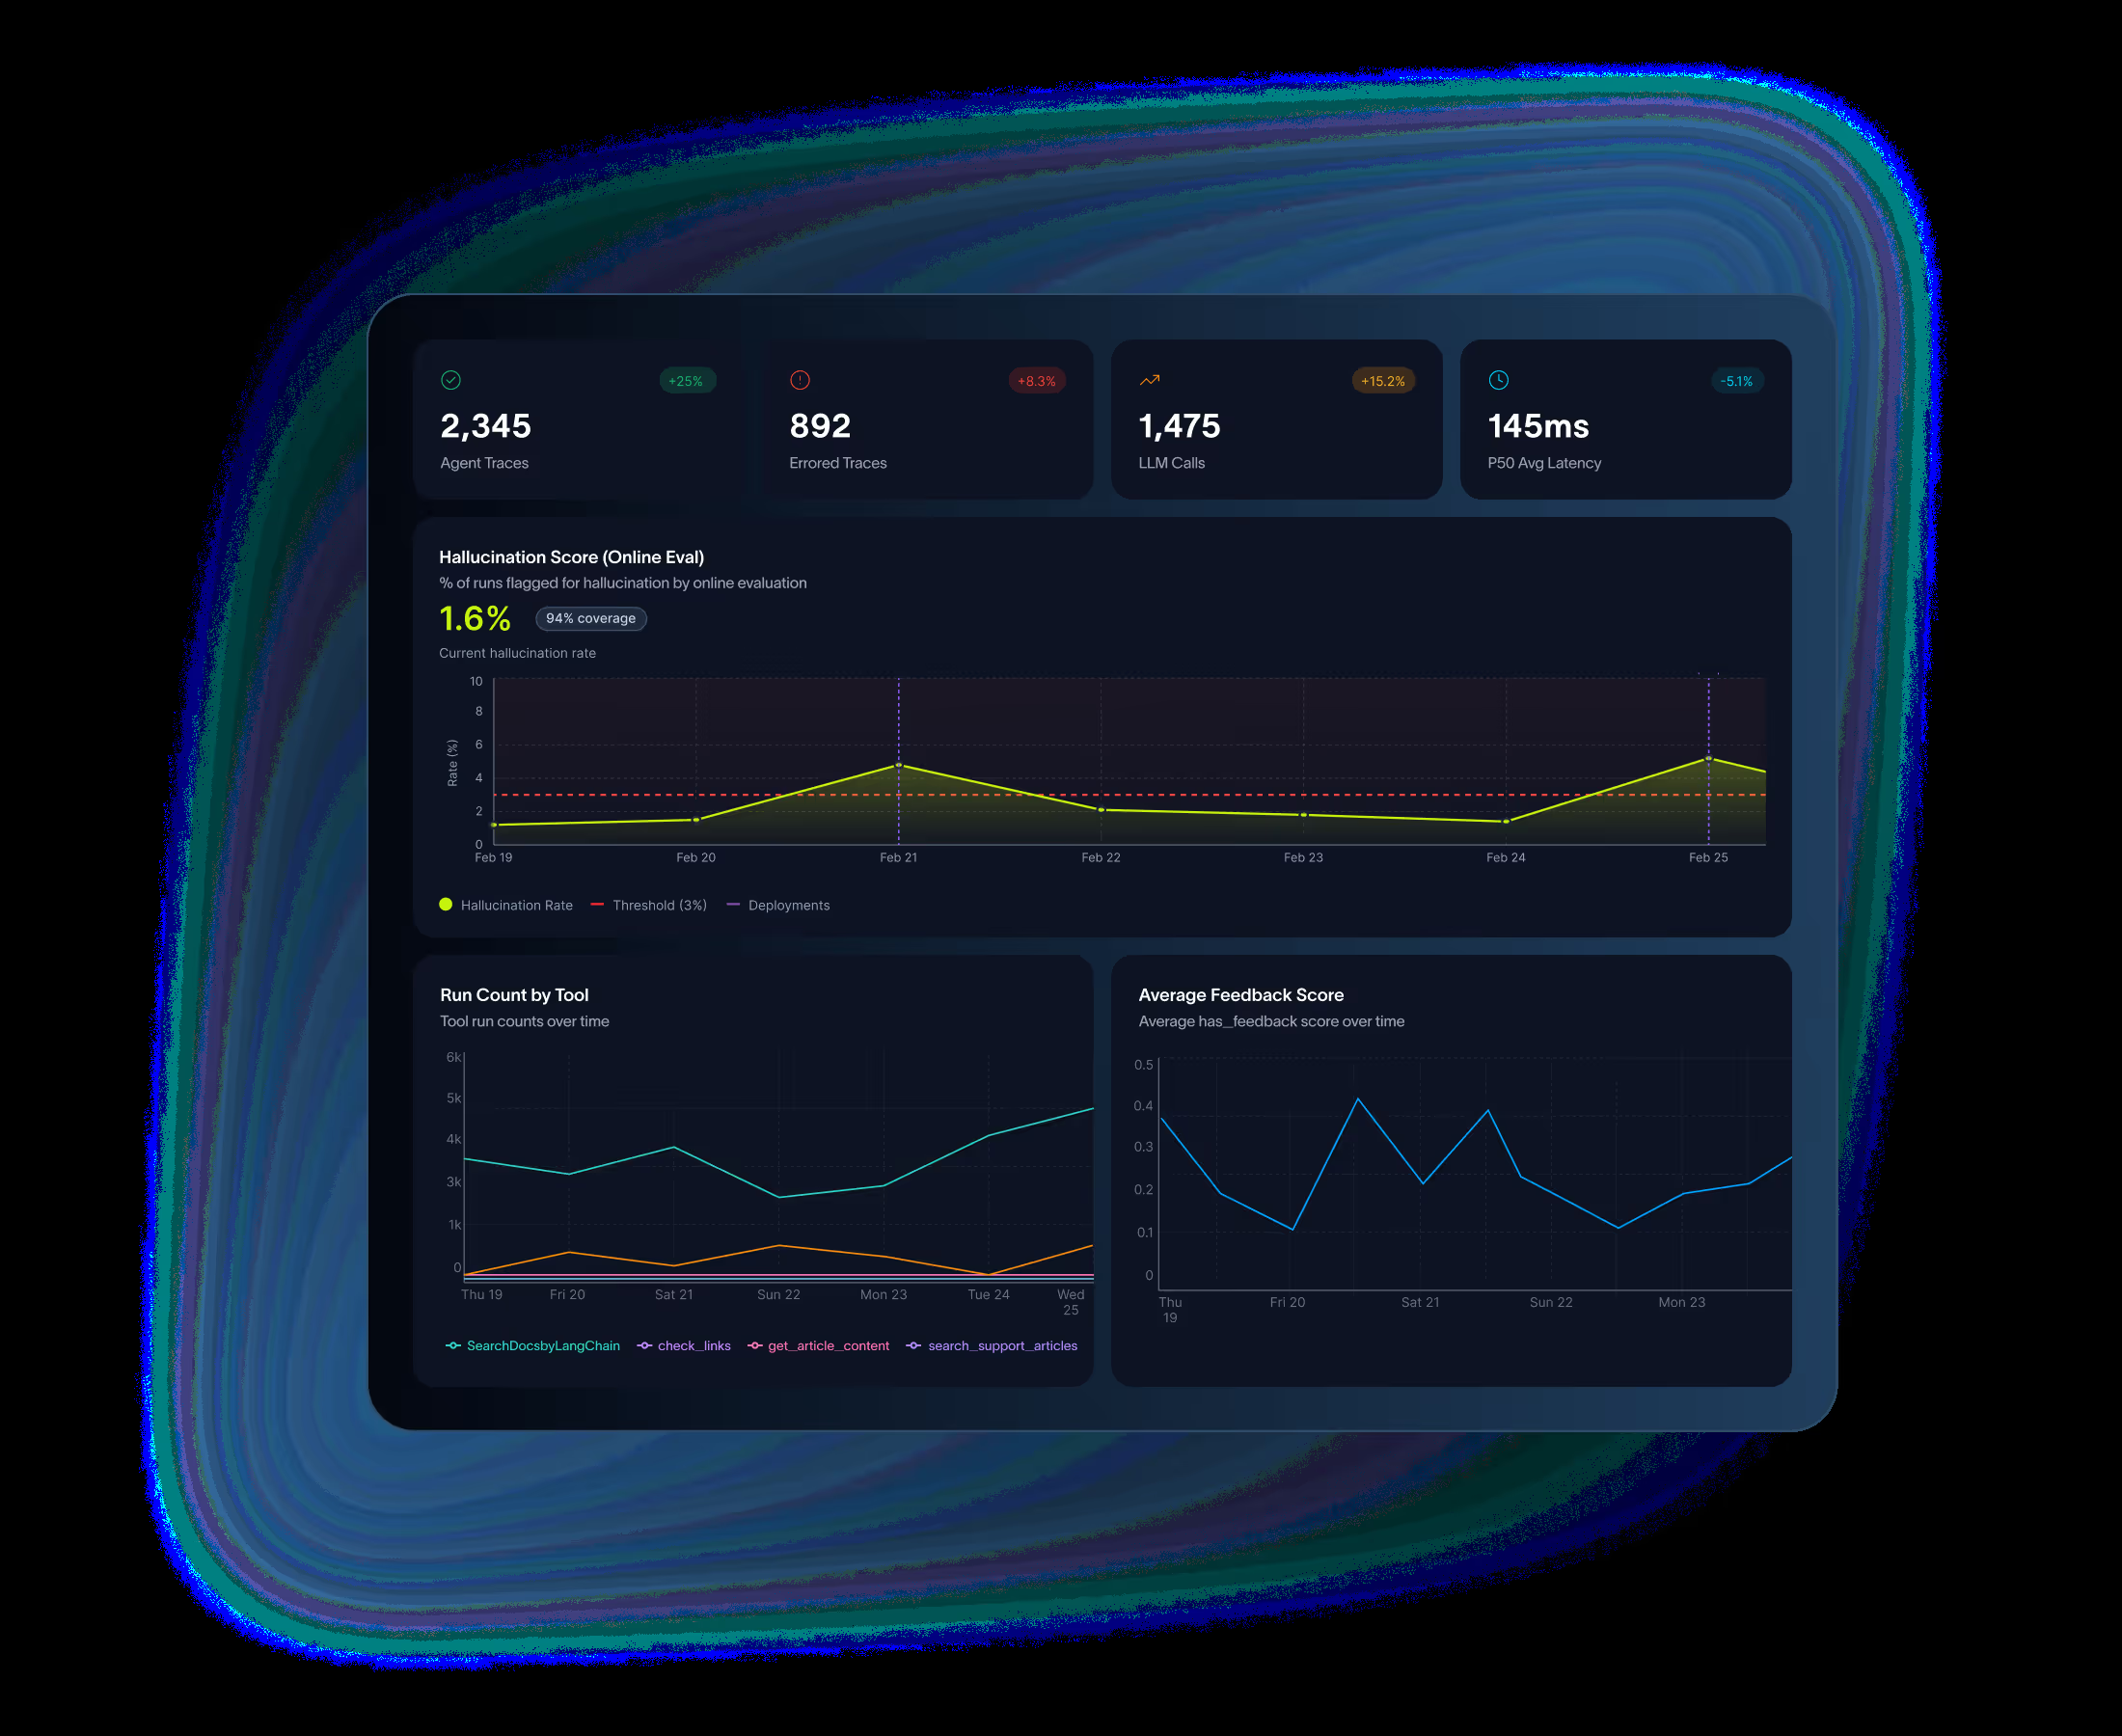 +25%
2,345
Agent Traces
+8.3%
892
Errored Traces
+15.2%
1,475
LLM Calls
-5.1%
145ms
P50 Avg Latency
Hallucination Score (Online Eval)
% of runs flagged for hallucination by online evaluation
1.6% 94% coverage
Current hallucination rate
Rate (%)
10
8
6
4
2
0
Feb 19 Feb 20 Feb 21 Feb 22 Feb 23 Feb 24 Feb 25
Hallucination Rate Threshold (3%) Deployments
Run Count by Tool
Tool run counts over time
6k
5k
4k
3k
1k
0
Thu 19 Fri 20 Sat 21 Sun 22 Mon 23 Tue 24 Wed
25
SearchDocsbyLangChain check_links get_article_content search_support_articles
Average Feedback Score
Average has_feedback score over time
0.5
0.4
0.3
0.2
0.1
0
Thu Fri 20 Sat 21 Sun 22 Mon 23
19